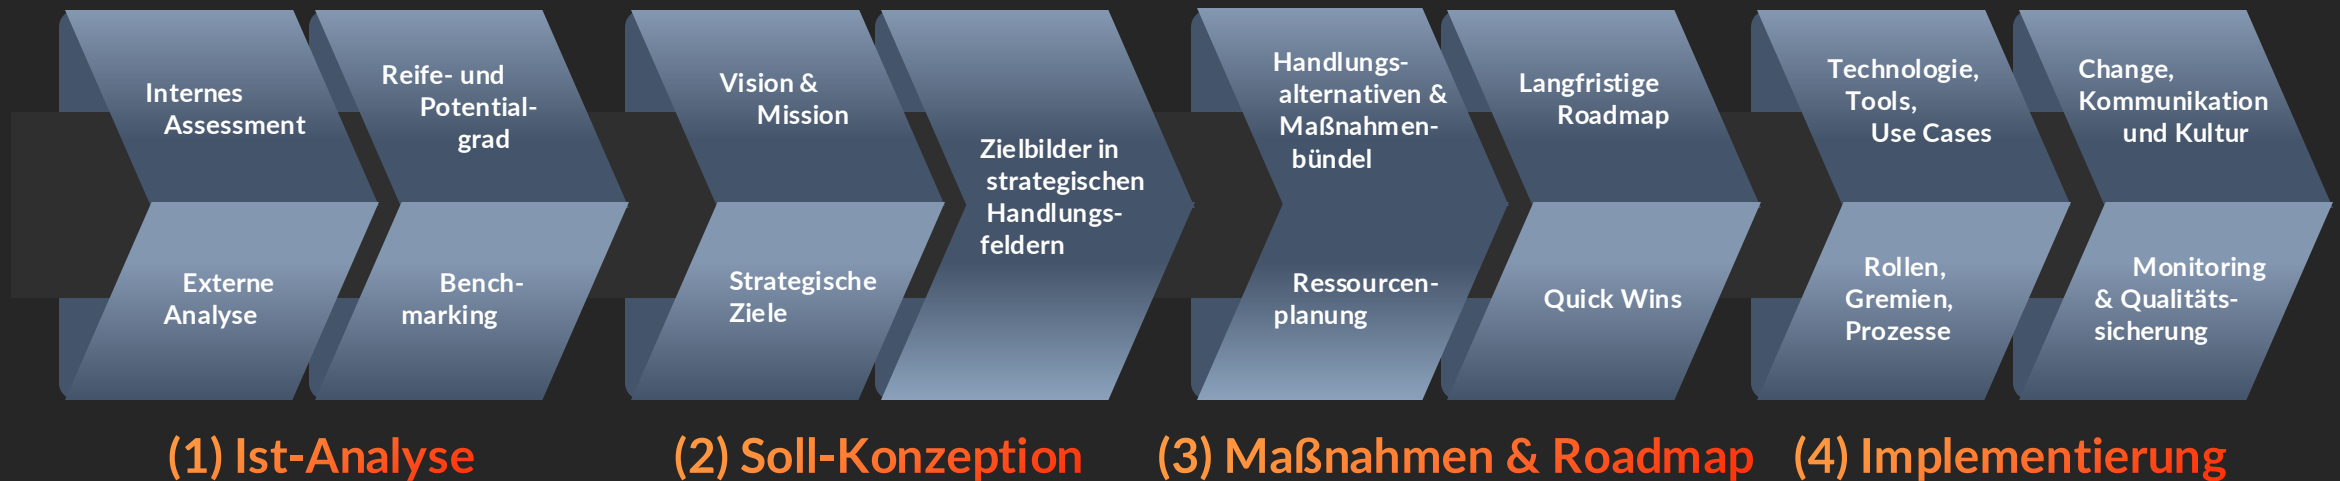 Internes
Assessment
Externe
Analyse
Reife- und
Potential-
grad
Bench-
marking
Vision &
Mission
Strategische
Ziele
Zielbilder in
strategischen
Handlungs-
feldern
Handlungs-
alternativen &
Maßnahmen-
bündel
Ressourcen-
planung
Langfristige
Roadmap
Quick Wins
Technologie,
Tools,
Use Cases
Rollen,
Gremien,
Prozesse
Change,
Kommunikation
und Kultur
Monitoring
& Qualitäts-
sicherung
(1) Ist-Analyse
(2) Soll-Konzeption
(3) Maßnahmen & Roadmap
(4) Implementierung